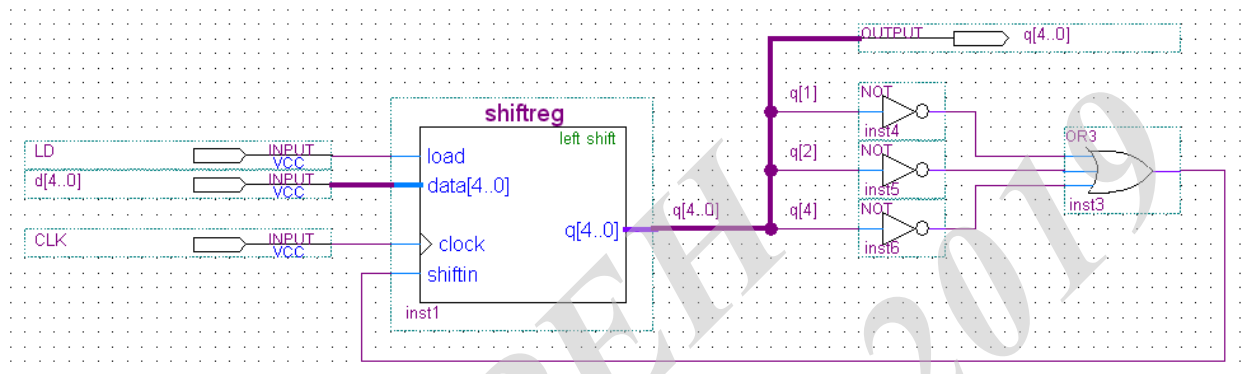 OUTPUT q[4..0]
shiftreg
left shift
.q[1] NOT
inst4
OR3
LD INPUT
VCC
load
d[4..0] INPUT
VCC
data[4..0]
.q[2] NOT
inst5
inst3
q[4..0] q[4..0]
.q[4] NOT
inst6
CLK INPUT
VCC
clock
shiftin
inst1
2019